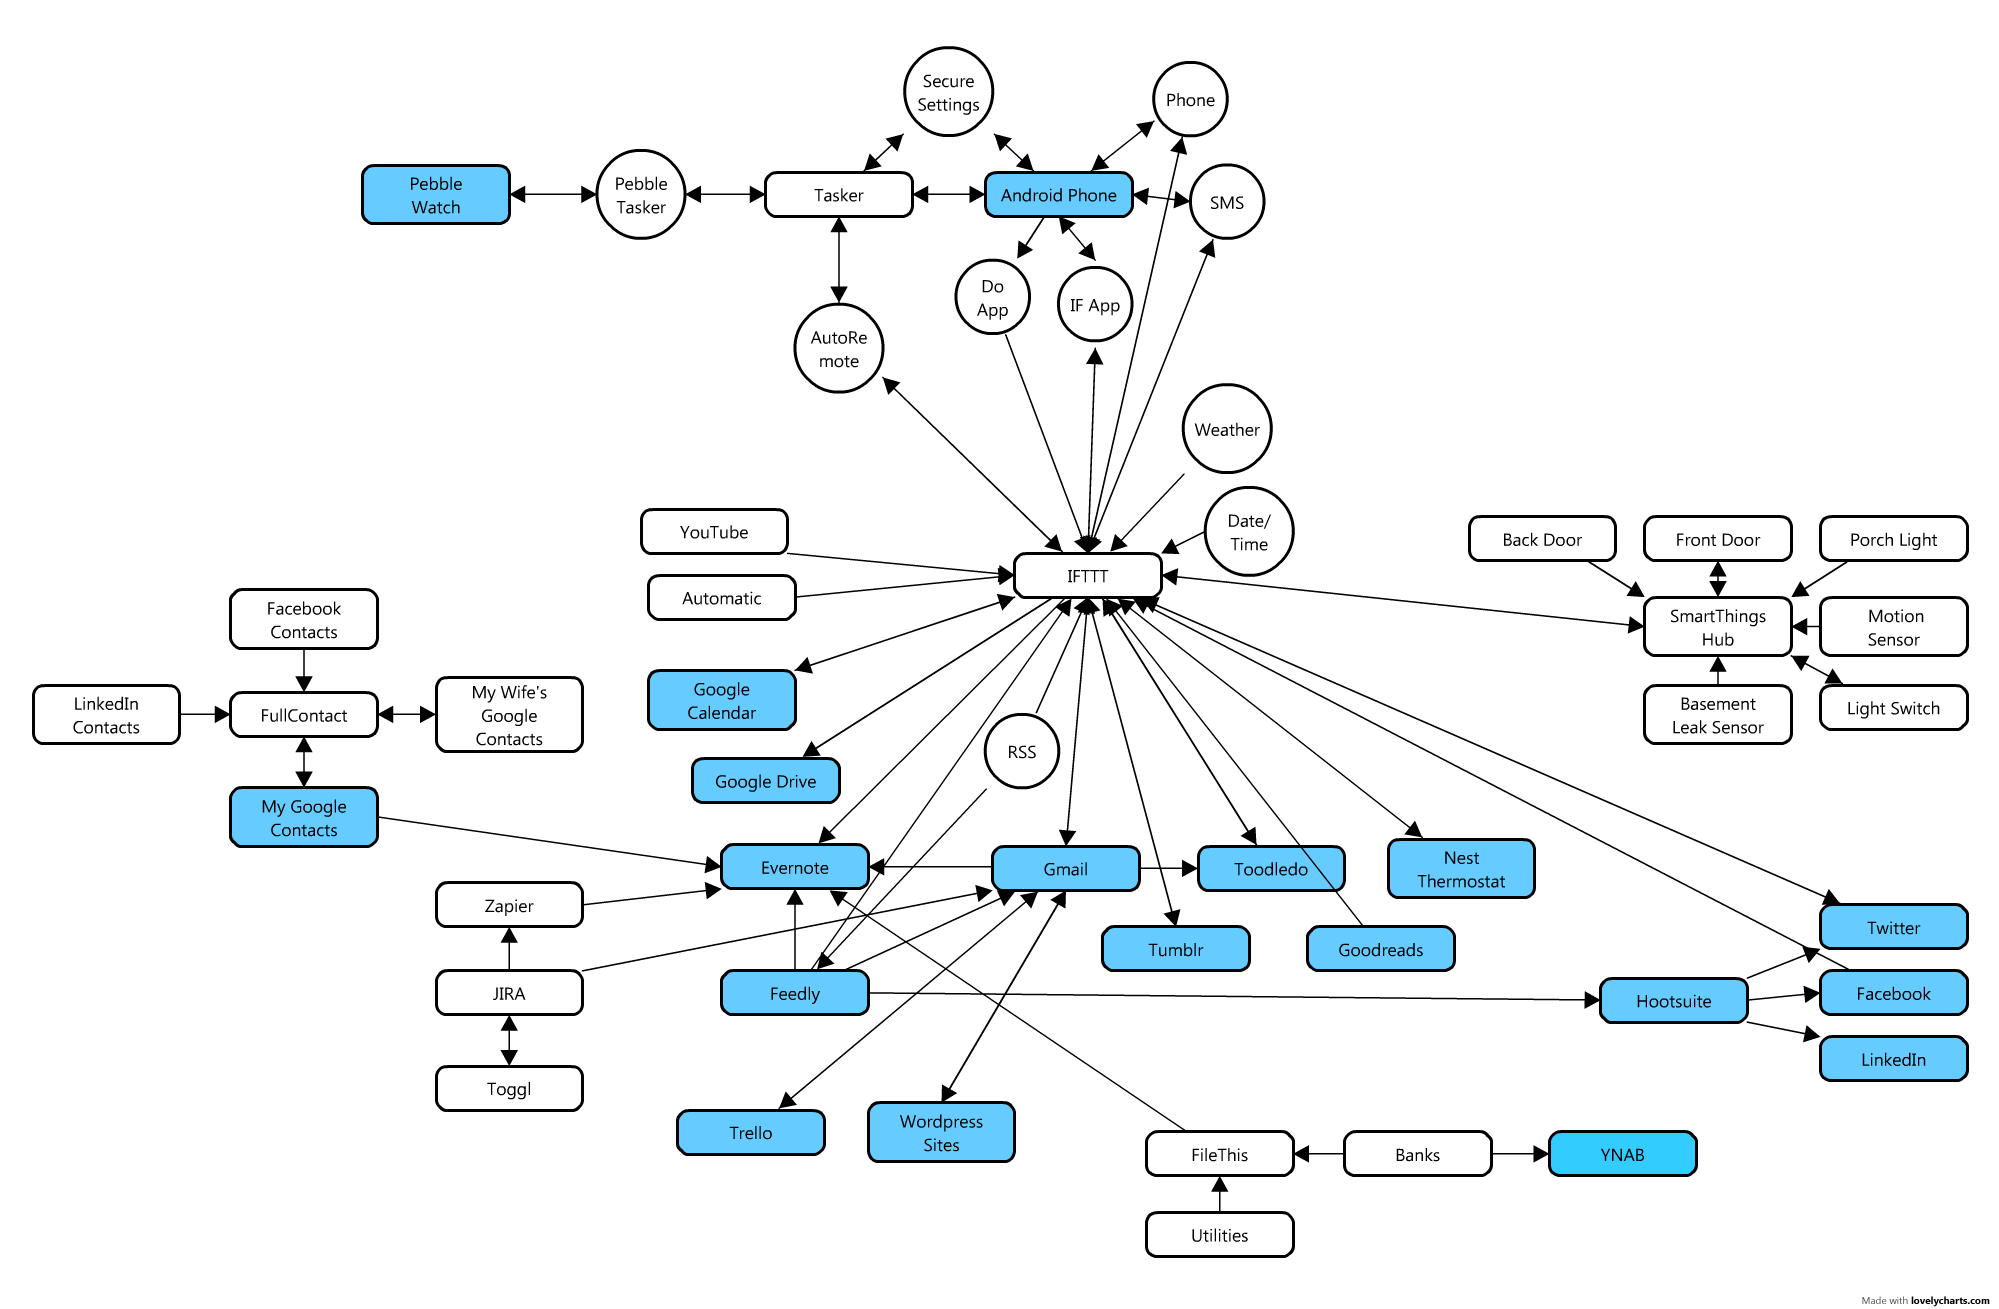 Secure
Settings
Phone
Pebble
Watch
Pebble
Tasker
Tasker
Android Phone
SMS
Do
App
IF App
AutoRe
mote
Weather
Date/
Time
YouTube
IFTTT
Automatic
Back Door
Front Door
Porch Light
Facebook
Contacts
SmartThings
Hub
Motion
Sensor
LinkedIn
Contacts
FullContact
My Wife's
Google
Contacts
Google
Calendar
Basement
Leak Sensor
Light Switch
RSS
Google Drive
My Google
Contacts
Evernote
Gmail
Toodledo
Nest
Thermostat
Zapier
Twitter
Tumblr
Goodreads
JIRA
Feedly
Hootsuite
Facebook
LinkedIn
Toggl
Trello
Wordpress
Sites
FileThis
Banks
YNAB
Utilities
Made with lovelycharts.com